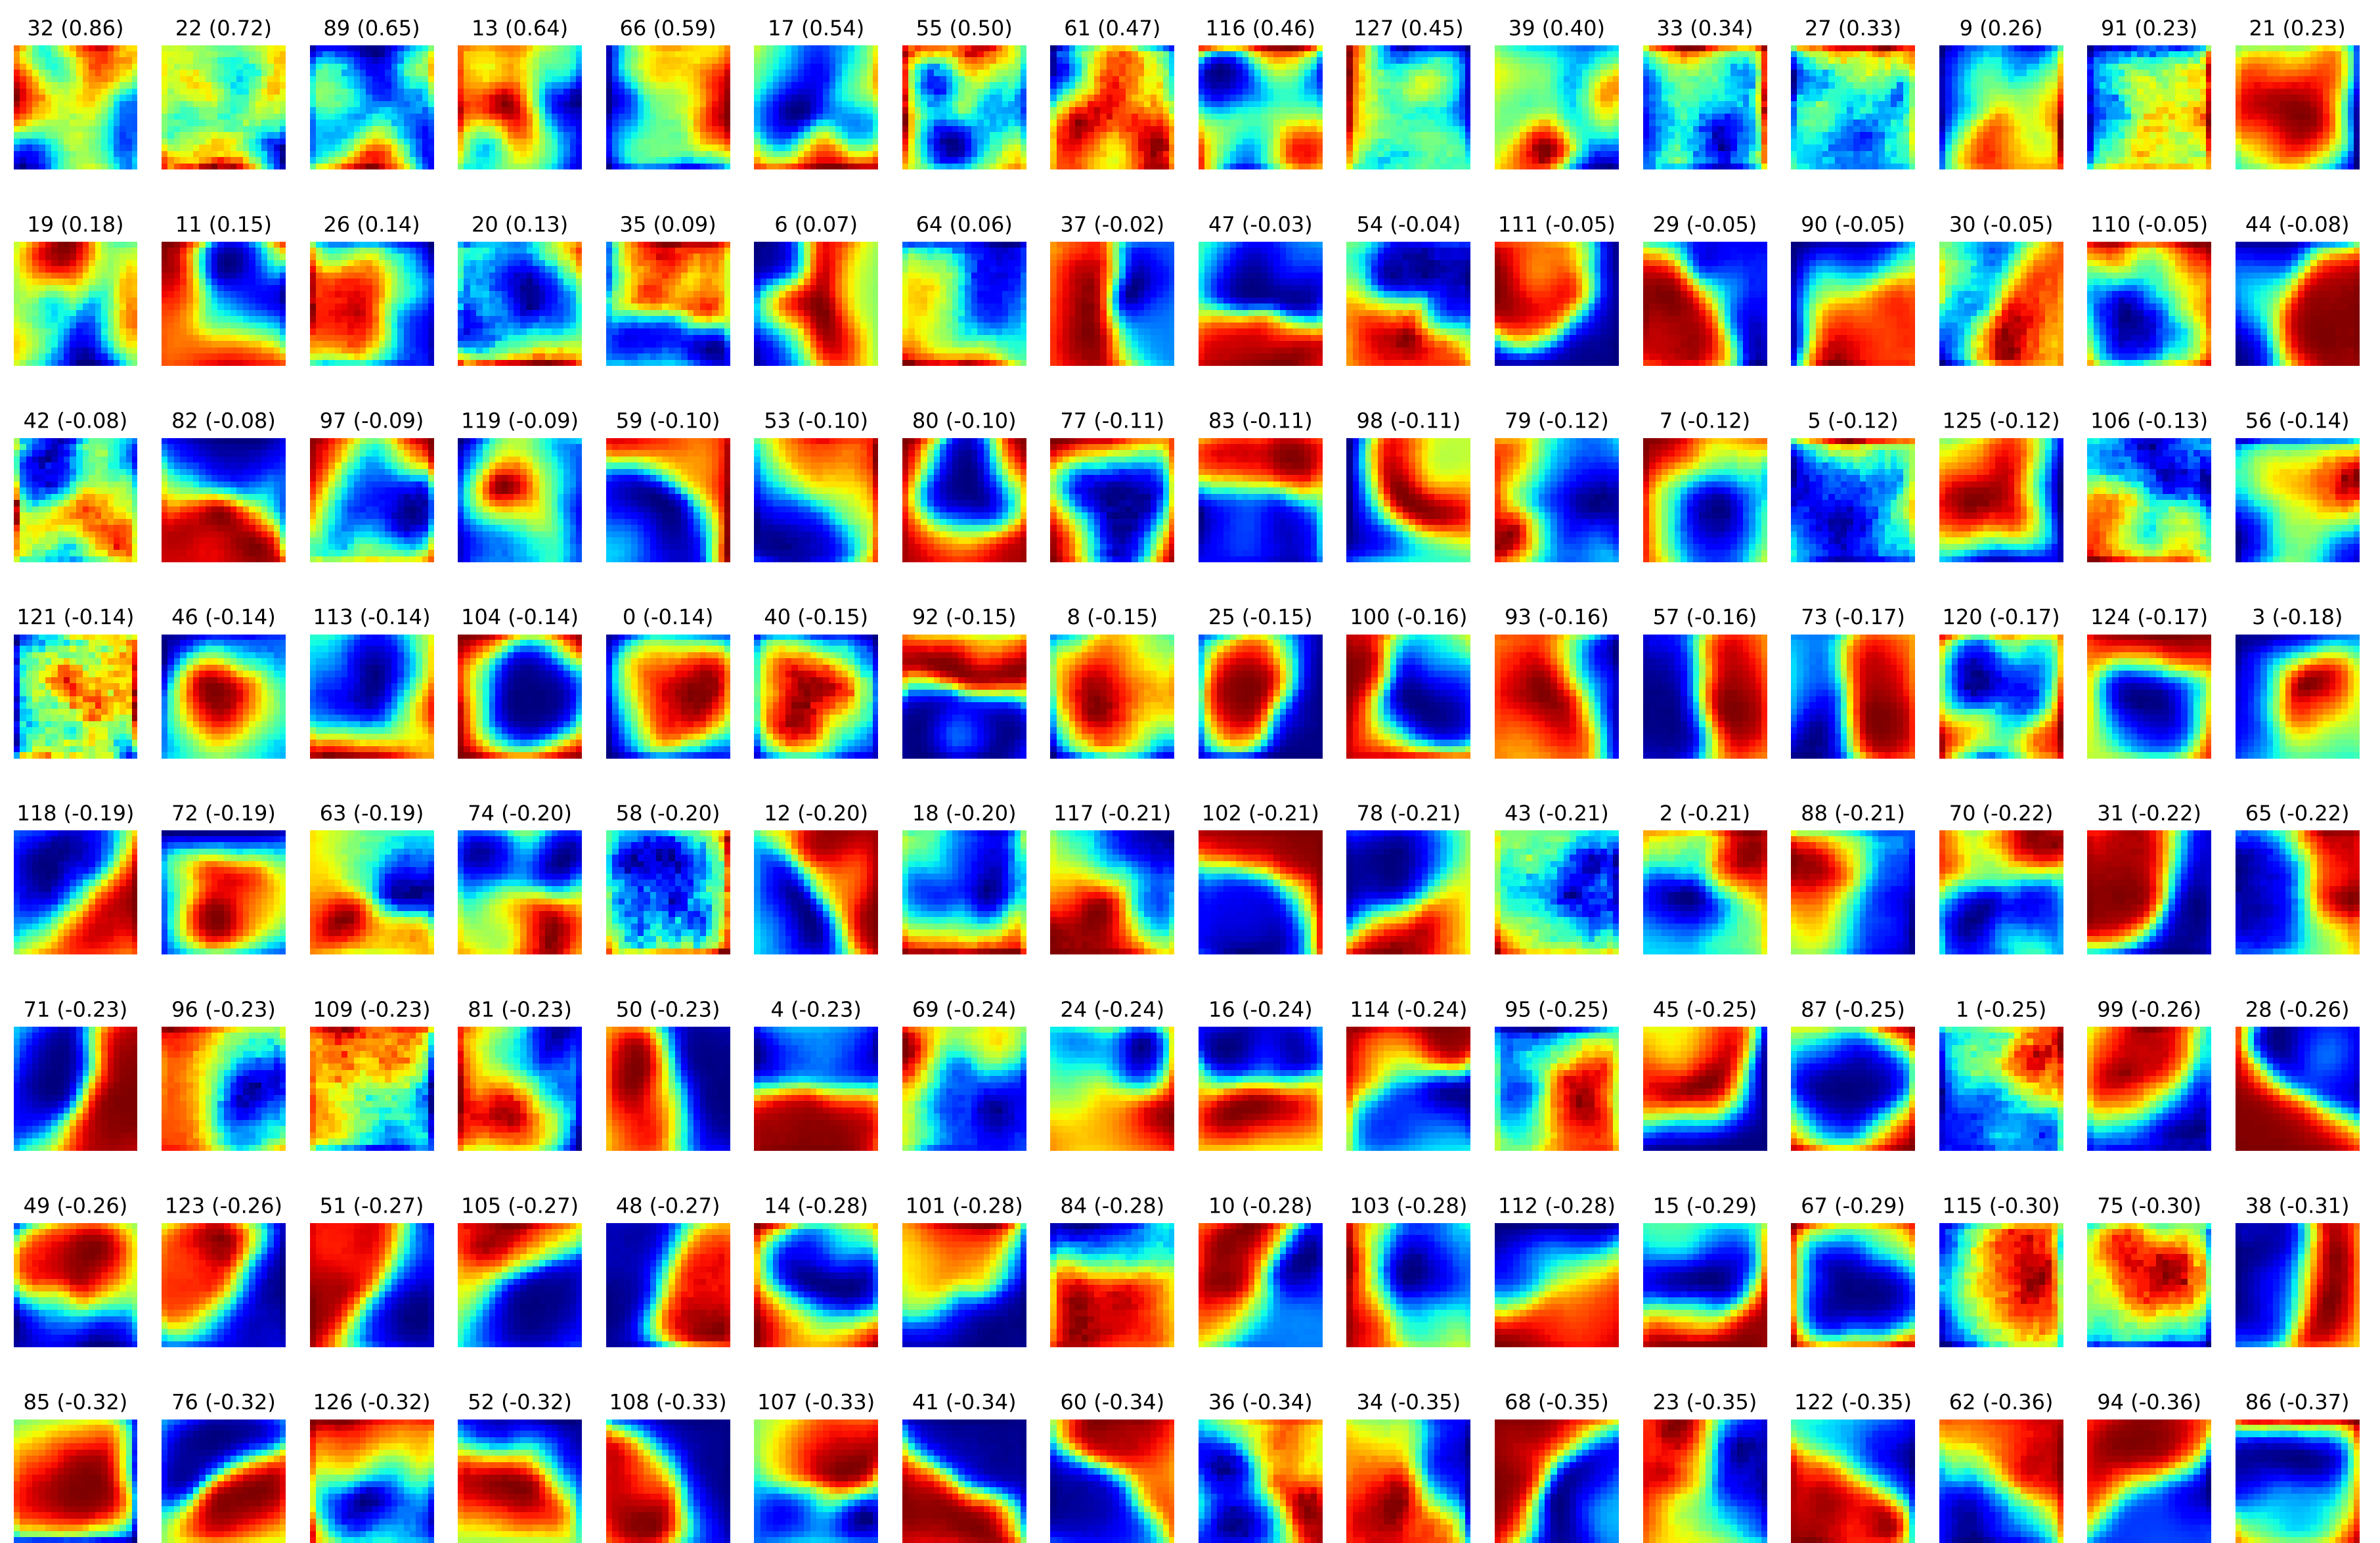 32 (0.86) 22 (0.72) 89 (0.65) 13 (0.64) 66 (0.59) 17 (0.54) 55 (0.50) 61 (0.47) 116 (0.46) 127 (0.45) 39 (0.40) 33 (0.34) 27 (0.33) 9 (0.26) 91 (0.23) 21 (0.23)
19 (0.18) 11 (0.15) 26 (0.14) 20 (0.13) 35 (0.09) 6 (0.07) 64 (0.06) 37 (-0.02) 47 (-0.03) 54 (-0.04) 111 (-0.05) 29 (-0.05) 90 (-0.05) 30 (-0.05) 110 (-0.05) 44 (-0.08)
42 (-0.08) 82 (-0.08) 97 (-0.09) 119 (-0.09) 59 (-0.10) 53 (-0.10) 80 (-0.10) 77 (-0.11) 83 (-0.11) 98 (-0.11) 79 (-0.12) 7 (-0.12) 5 (-0.12) 125 (-0.12) 106 (-0.13) 56 (-0.14)
121 (-0.14) 46 (-0.14) 113 (-0.14) 104 (-0.14) 0 (-0.14) 40 (-0.15) 92 (-0.15) 8 (-0.15) 25 (-0.15) 100 (-0.16) 93 (-0.16) 57 (-0.16) 73 (-0.17) 120 (-0.17) 124 (-0.17) 3 (-0.18)
118 (-0.19) 72 (-0.19) 63 (-0.19) 74 (-0.20) 58 (-0.20) 12 (-0.20) 18 (-0.20) 117 (-0.21) 102 (-0.21) 78 (-0.21) 43 (-0.21) 2 (-0.21) 88 (-0.21) 70 (-0.22) 31 (-0.22) 65 (-0.22)
71 (-0.23) 96 (-0.23) 109 (-0.23) 81 (-0.23) 50 (-0.23) 4 (-0.23) 69 (-0.24) 24 (-0.24) 16 (-0.24) 114 (-0.24) 95 (-0.25) 45 (-0.25) 87 (-0.25) 1 (-0.25) 99 (-0.26) 28 (-0.26)
49 (-0.26) 123 (-0.26) 51 (-0.27) 105 (-0.27) 48 (-0.27) 14 (-0.28) 101 (-0.28) 84 (-0.28) 10 (-0.28) 103 (-0.28) 112 (-0.28) 15 (-0.29) 67 (-0.29) 115 (-0.30) 75 (-0.30) 38 (-0.31)
85 (-0.32) 76 (-0.32) 126 (-0.32) 52 (-0.32) 108 (-0.33) 107 (-0.33) 41 (-0.34) 60 (-0.34) 36 (-0.34) 34 (-0.35) 68 (-0.35) 23 (-0.35) 122 (-0.35) 62 (-0.36) 94 (-0.36) 86 (-0.37)